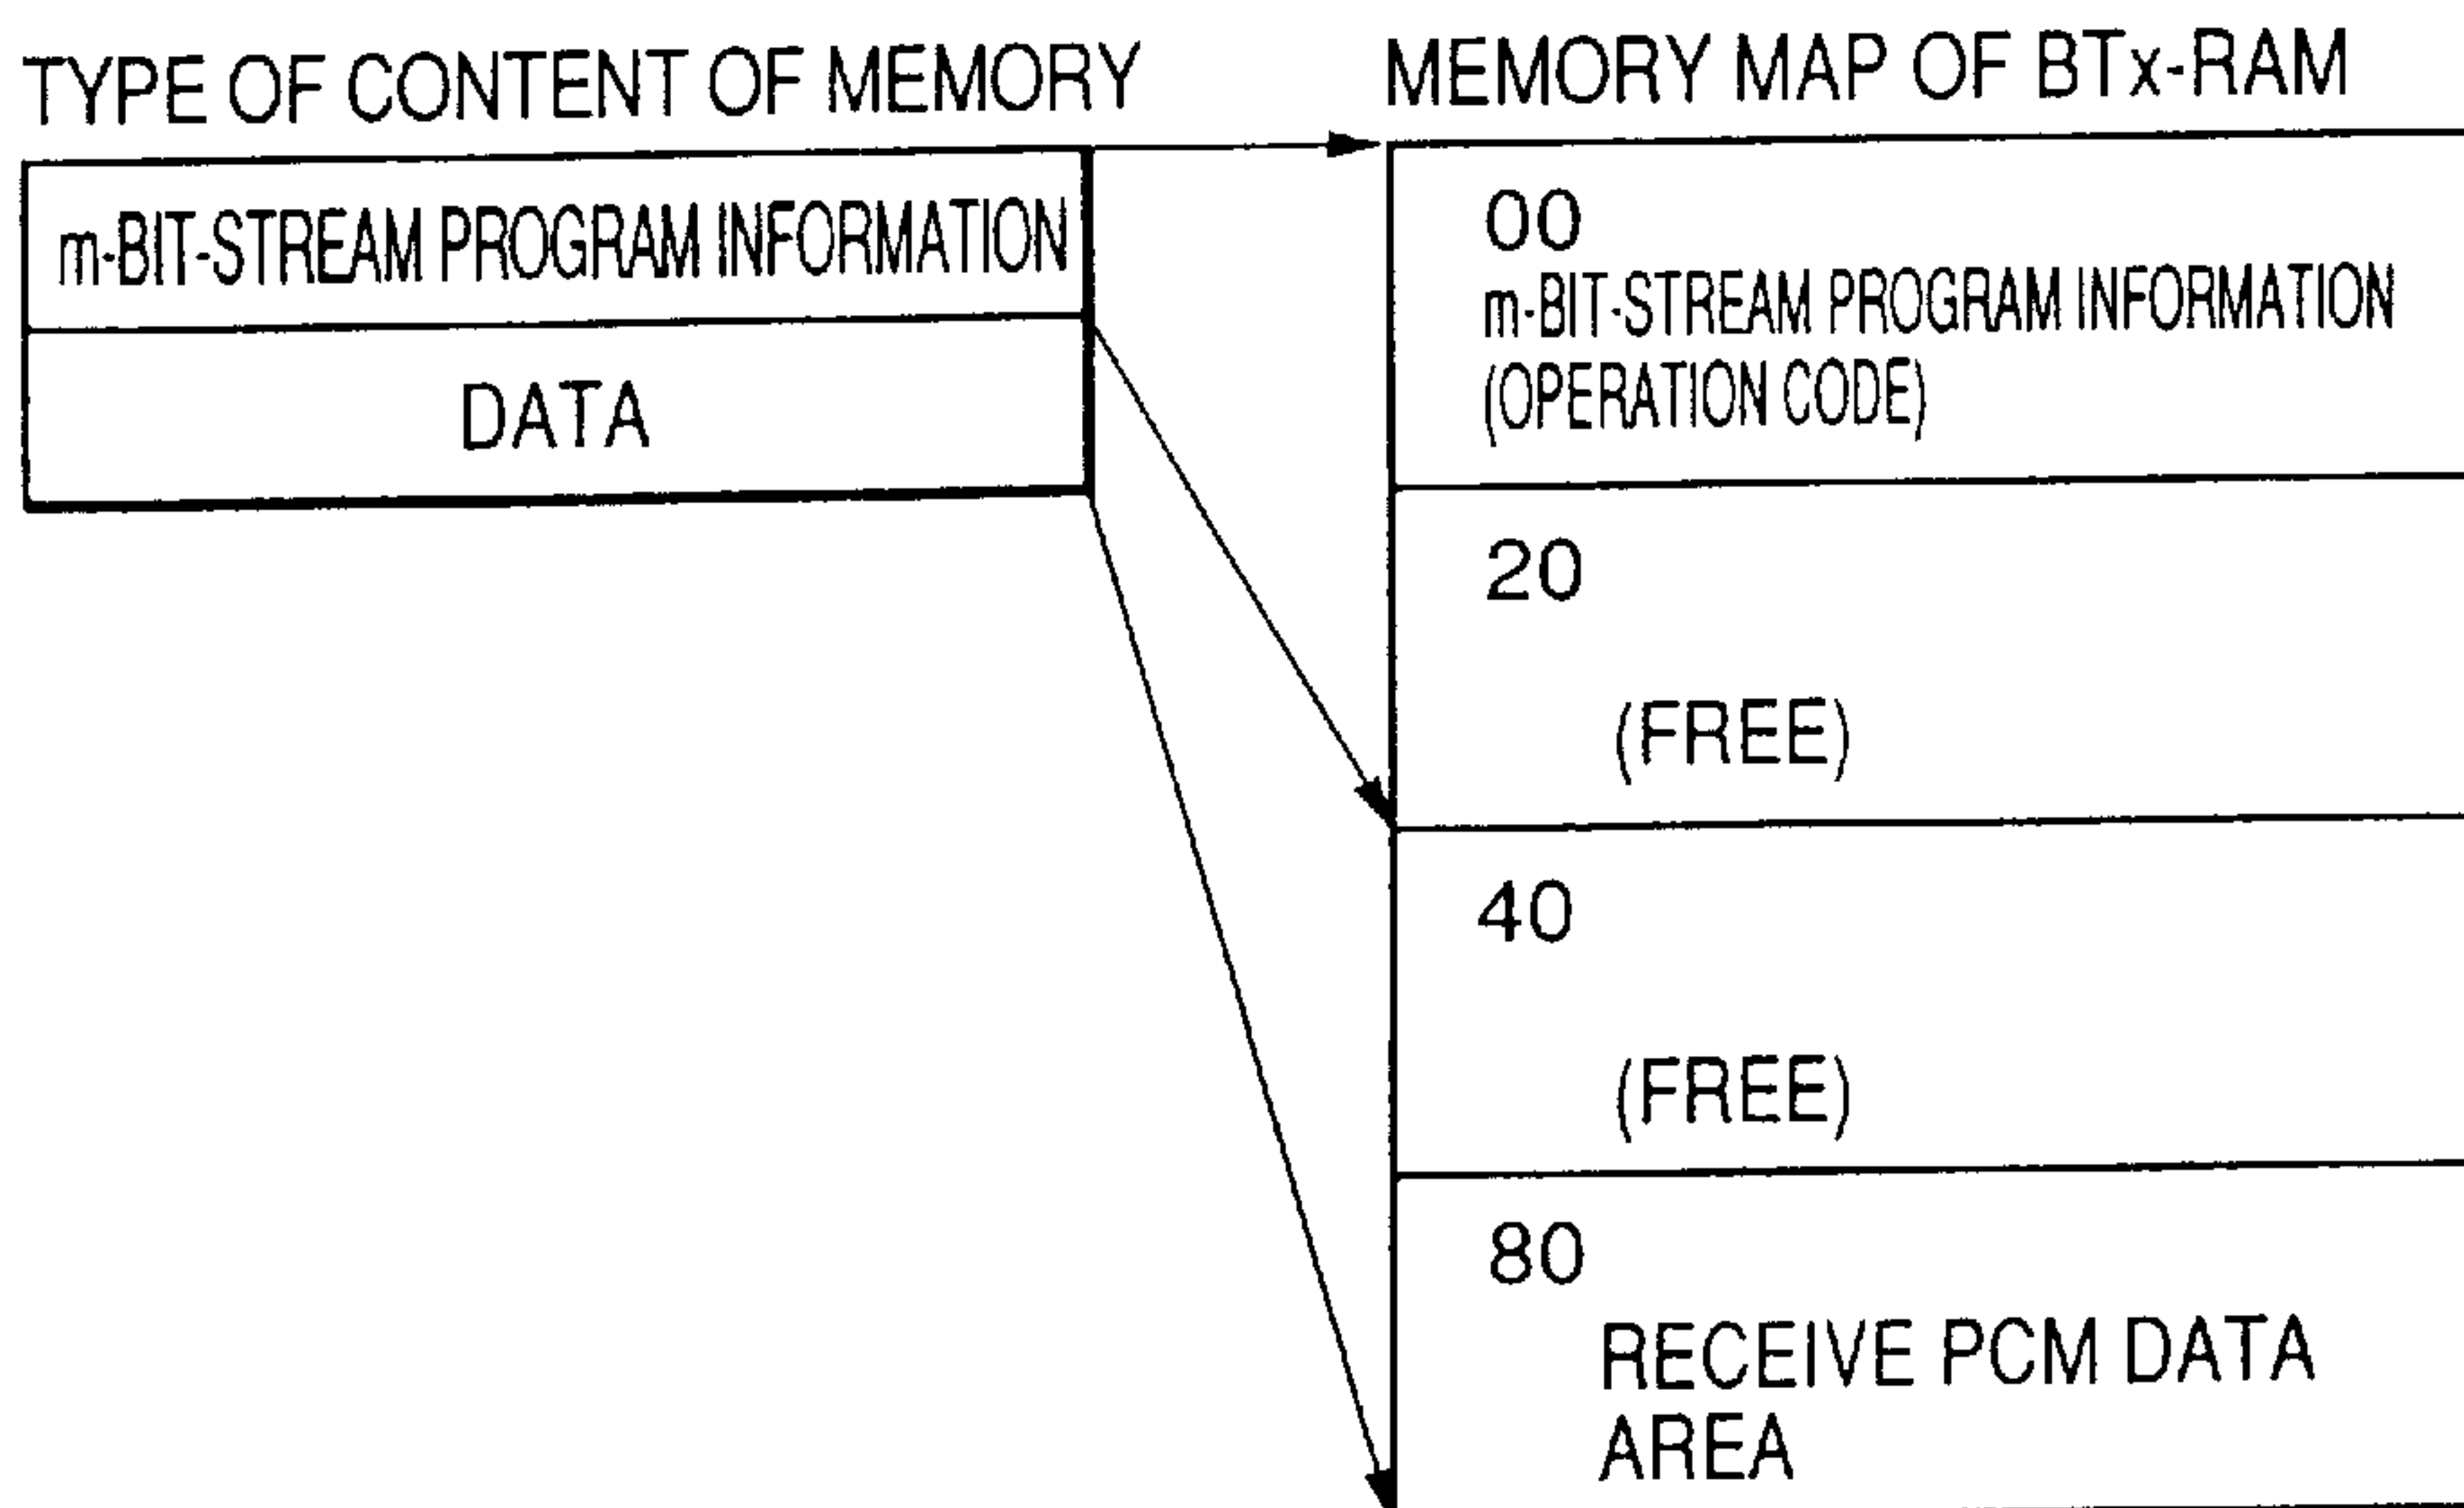 TYPE OF CONTENT OF MEMORY
m-BIT-STREAM PROGRAM INFORMATION
DATA
MEMORY MAP OF BTx-RAM
00
m-BIT-STREAM PROGRAM INFORMATION
(OPERATION CODE)
20
(FREE)
40
(FREE)
80
RECEIVE PCM DATA
AREA